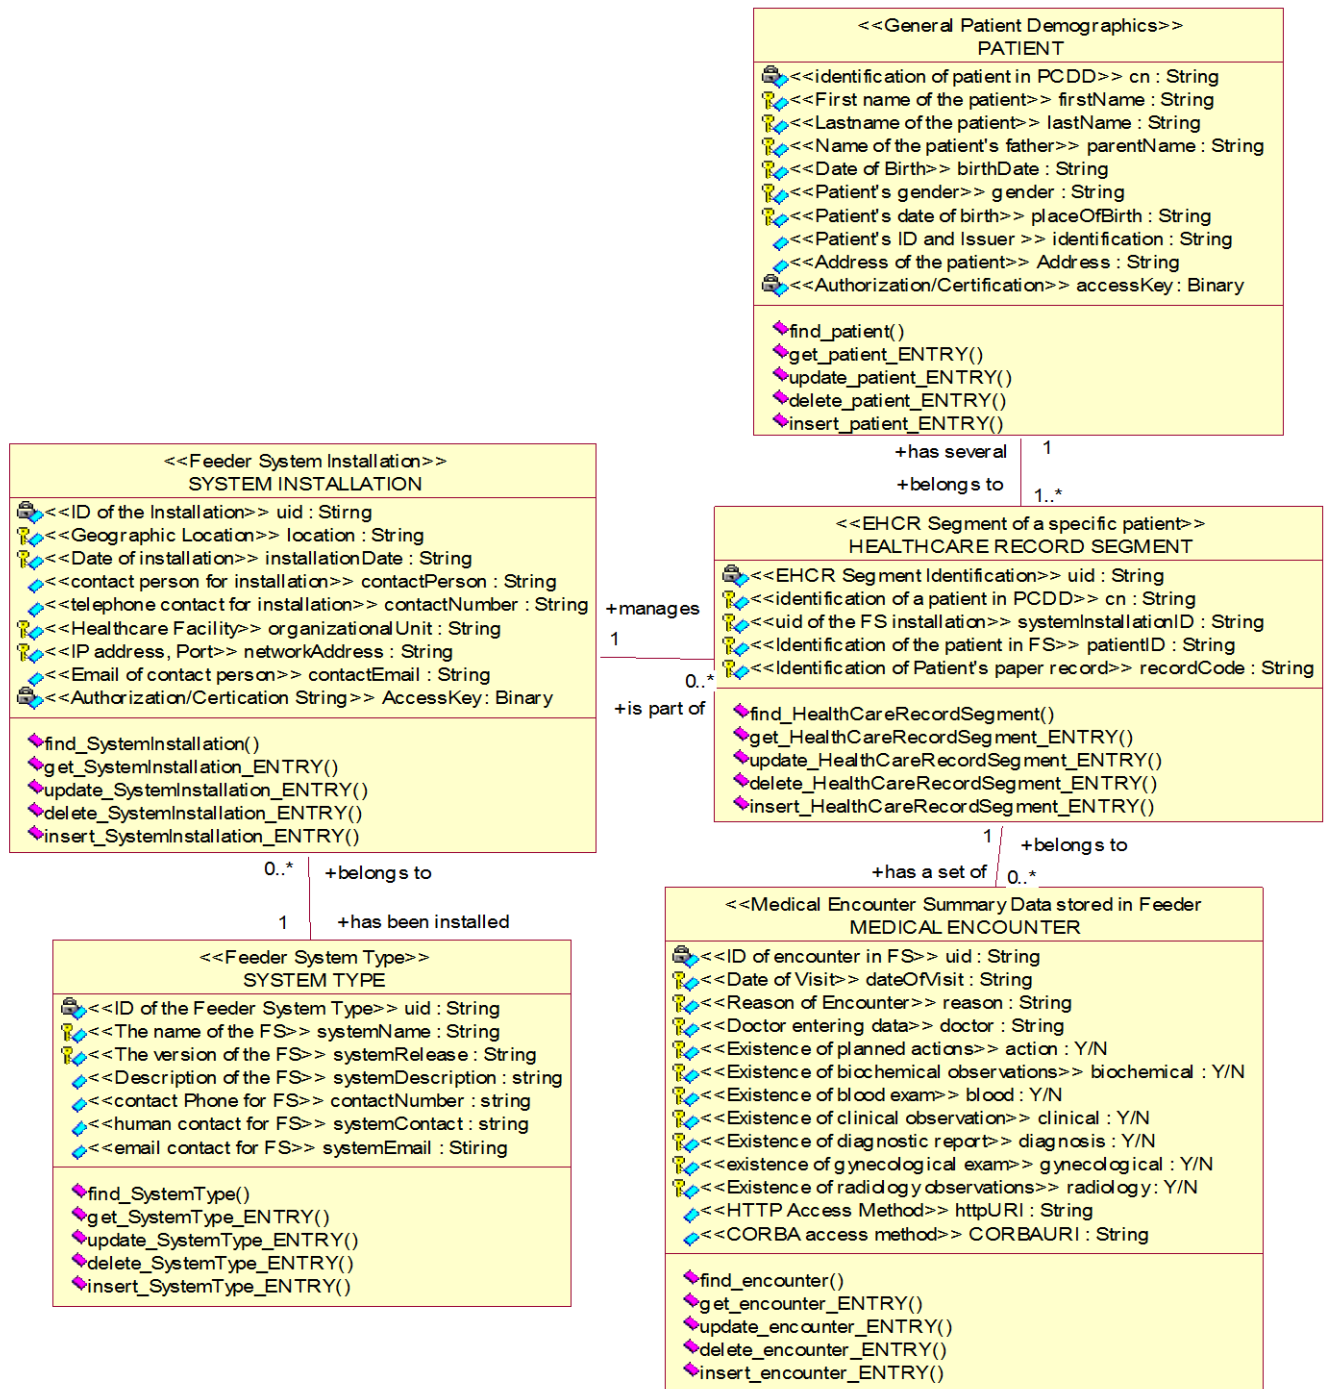 <<General Patient Demographics>>
PATIENT
<<identification of patient in PCDD>> cn : String
<<First name of the patient>> firstName : String
<<Lastname of the patient>> lastName : String
<<Name of the patient's father>> parentName : String
<<Date of Birth>> birthDate : String
<<Patient's gender>> gender : String
<<Patient's date of birth>> placeOfBirth : String
<<Patient's ID and Issuer >> identification : String
<<Address of the patient>> Address : String
<<Authorization/Certification>> accessKey : Binary
find_patient()
get_patient_ENTRY()
update_patient_ENTRY()
delete_patient_ENTRY()
insert_patient_ENTRY()
+has several
1
+belongs to
1..*
<<Feeder System Installation>>
SYSTEM INSTALLATION
<<ID of the Installation>> uid : Stirng
<<Geographic Location>> location : String
<<Date of installation>> installationDate : String
<<contact person for installation>> contactPerson : String
<<telephone contact for installation>> contactNumber : String
<<Healthcare Facility>> organizationalUnit : String
<<IP address, Port>> networkAddress : String
<<Email of contact person>> contactEmail : String
<<Authorization/Certication String>> AccessKey : Binary
find_SystemInstallation()
get_SystemInstallation_ENTRY()
update_SystemInstallation_ENTRY()
delete_SystemInstallation_ENTRY()
insert_SystemInstallation_ENTRY()
+manages
1
0..*
+is part of
<<EHCR Segment of a specific patient>>
HEALTHCARE RECORD SEGMENT
<<EHCR Segment Identification>> uid : String
<<identification of a patient in PCDD>> cn : String
<<uid of the FS installation>> systemInstallationID : String
<<Identification of the patient in FS>> patientID : String
<<Identification of Patient's paper record>> recordCode : String
find_HealthCareRecordSegment()
get_HealthCareRecordSegment_ENTRY()
update_HealthCareRecordSegment_ENTRY()
delete_HealthCareRecordSegment_ENTRY()
insert_HealthCareRecordSegment_ENTRY()
0..*
+belongs to
1
+has been installed
1
+belongs to
+has a set of
0..*
<<Feeder System Type>>
SYSTEM TYPE
<<ID of the Feeder System Type>> uid : String
<<The name of the FS>> systemName : String
<<The version of the FS>> systemRelease : String
<<Description of the FS>> systemDescription : string
<<contact Phone for FS>> contactNumber : string
<<human contact for FS>> systemContact : string
<<email contact for FS>> systemEmail : Stiring
find_SystemType()
get_SystemType_ENTRY()
update_SystemType_ENTRY()
delete_SystemType_ENTRY()
insert_SystemType_ENTRY()
<<Medical Encounter Summary Data stored in Feeder
MEDICAL ENCOUNTER
<<ID of encounter in FS>> uid : String
<<Date of Visit>> dateOfVisit : String
<<Reason of Encounter>> reason : String
<<Doctor entering data>> doctor : String
<<Existence of planned actions>> action : Y/N
<<Existence of biochemical observations>> biochemical : Y/N
<<Existence of blood exam>> blood : Y/N
<<Existence of clinical observation>> clinical : Y/N
<<Existence of diagnostic report>> diagnosis : Y/N
<<existence of gynecological exam>> gynecological : Y/N
<<Existence of radiology observations>> radiology : Y/N
<<HTTP Access Method>> httpURI : String
<<CORBA access method>> CORBAURI : String
find_encounter()
get_encounter_ENTRY()
update_encounter_ENTRY()
delete_encounter_ENTRY()
insert_encounter_ENTRY()